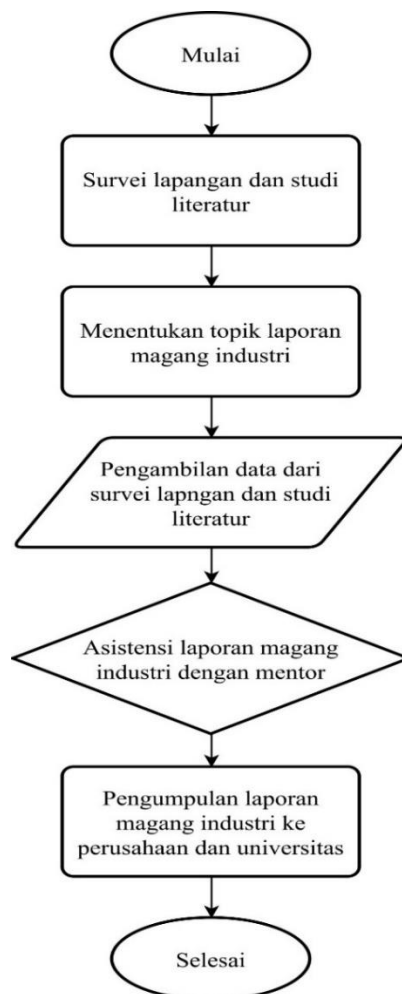 Mulai
Survei lapangan dan studi
literatur
Menentukan topik laporan
magang industri
Pengambilan data dari
survei lapngan dan studi
literatur
Asistensi laporan magang
industri dengan mentor
Pengumpulan laporan
magang industri ke
perusahaan dan universitas
Selesai